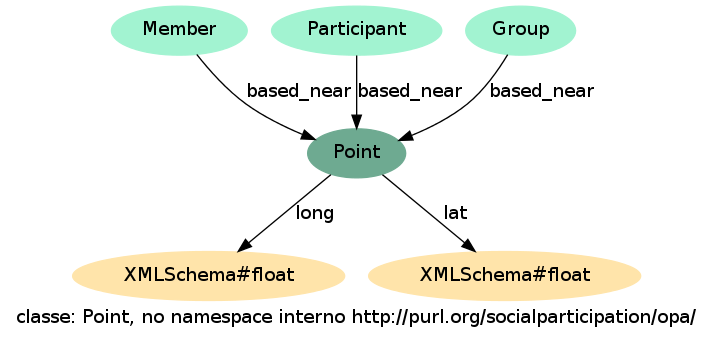 Member Participant Group
based_near based_near based_near
Point
long lat
XMLSchema#float XMLSchema#float
classe: Point, no namespace interno http://purl.org/socialparticipation/opa/